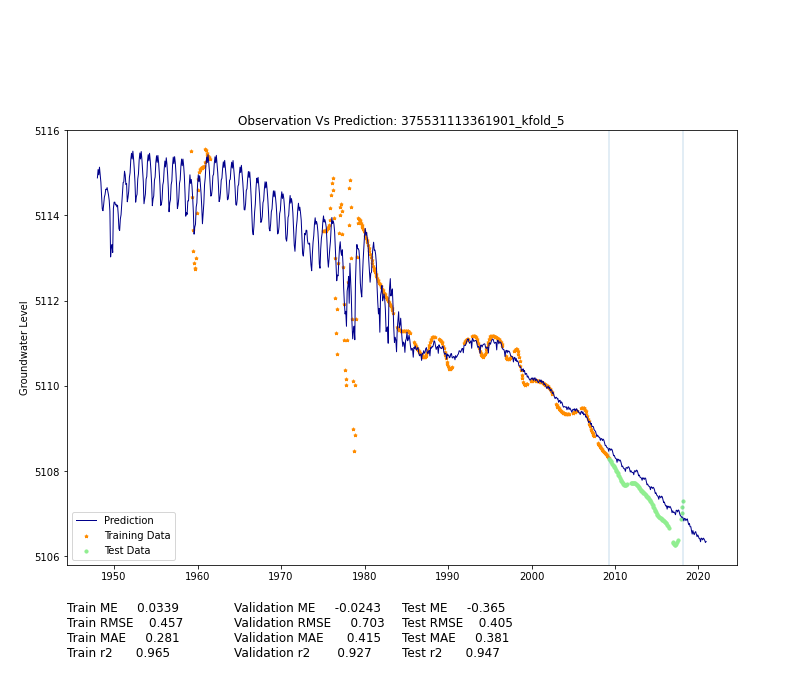 Observation Vs Prediction: 375531113361901_kfold_5
5116
5114
5112
5110
5108
5106
Groundwater Level
Prediction
Training Data
Test Data
1950 1960 1970 1980 1990 2000 2010 2020
Train ME 0.0339 Validation ME -0.0243 Test ME -0.365
Train RMSE 0.457 Validation RMSE 0.703 Test RMSE 0.405
Train MAE 0.281 Validation MAE 0.415 Test MAE 0.381
Train r2 0.965 Validation r2 0.927 Test r2 0.947